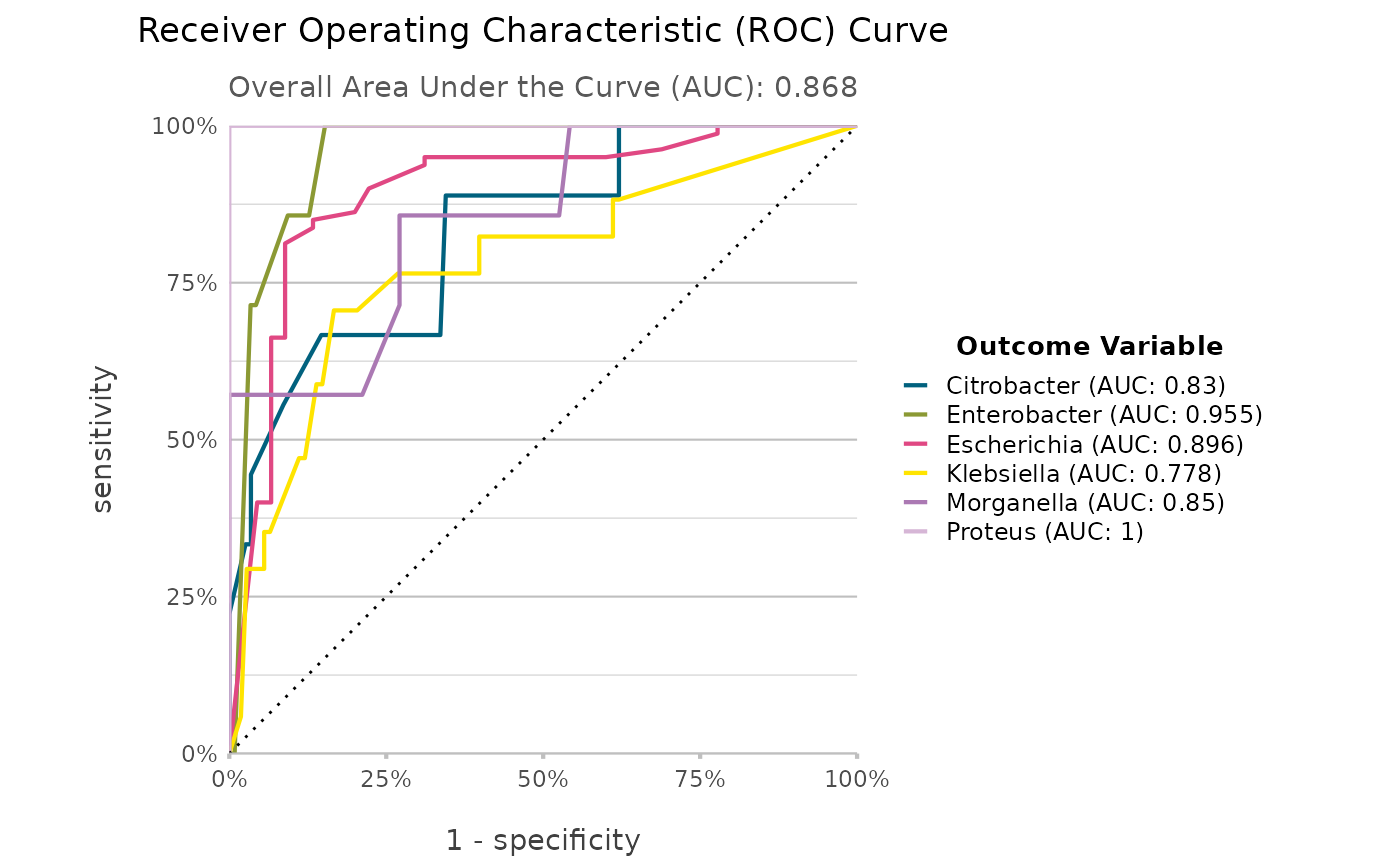 Receiver Operating Characteristic (ROC) Curve
Overall Area Under the Curve (AUC): 0.868
100%
75%
50%
25%
0%
sensitivity
0%
25%
50%
75%
100%
1 - specificity
Outcome Variable
Citrobacter (AUC: 0.83)
Enterobacter (AUC: 0.955)
Escherichia (AUC: 0.896)
Klebsiella (AUC: 0.778)
Morganella (AUC: 0.85)
Proteus (AUC: 1)